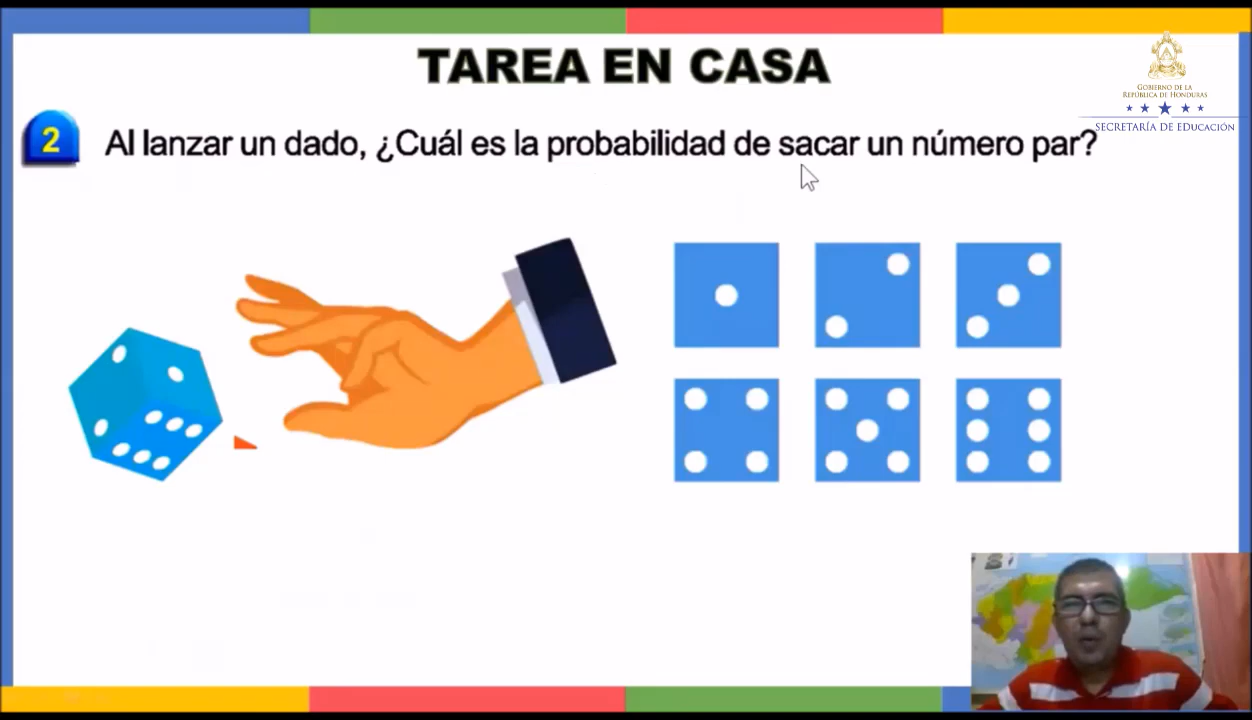 TAREA EN CASA
GOBIERNO DE LA
REPÚBLICA DE HONDURAS
SECRETARÍA DE EDUCACIÓN
2
Al lanzar un dado, ¿Cuál es la probabilidad de sacar un número par?